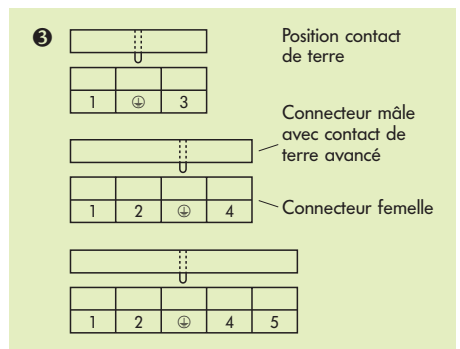 ❸
Position contact
de terre
1 ⏚ 3
Connecteur mâle
avec contact de
terre avancé
1 2 ⏚ 4
Connecteur femelle
1 2 ⏚ 4 5